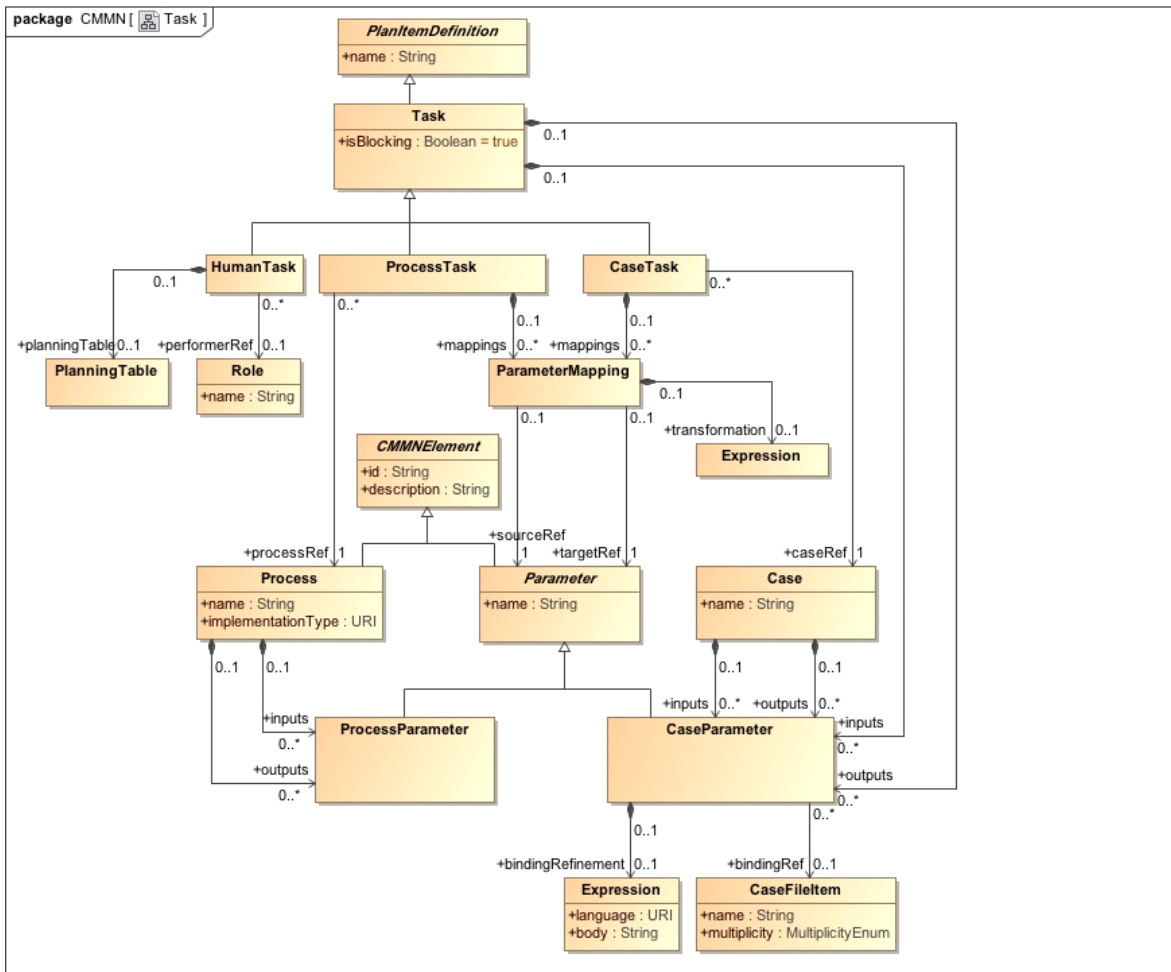 package CMMN [ Task ]
PlanItemDefinition
+name : String
Task
+isBlocking : Boolean = true
0..1
0..1
HumanTask
ProcessTask
CaseTask
0..1
0..*
0..*
0..1
0..1
0..*
+planningTable 0..1
+performerRef 0..1
+mappings 0..*
+mappings 0..*
PlanningTable
Role
+name : String
ParameterMapping
0..1
0..1
0..1
+transformation 0..1
Expression
CMMNElement
+id : String
+description : String
+processRef 1
+sourceRef
1
+targetRef 1
+caseRef 1
Process
+name : String
+implementationType : URI
Parameter
+name : String
Case
+name : String
0..1
0..1
0..1
0..1
+inputs 0..*
+outputs 0..*
+inputs
0..*
+inputs
0..*
ProcessParameter
CaseParameter
+outputs
0..*
+outputs
0..*
0..1
0..*
+bindingRefinement 0..1
+bindingRef 0..1
Expression
+language : URI
+body : String
CaseFileItem
+name : String
+multiplicity : MultiplicityEnum